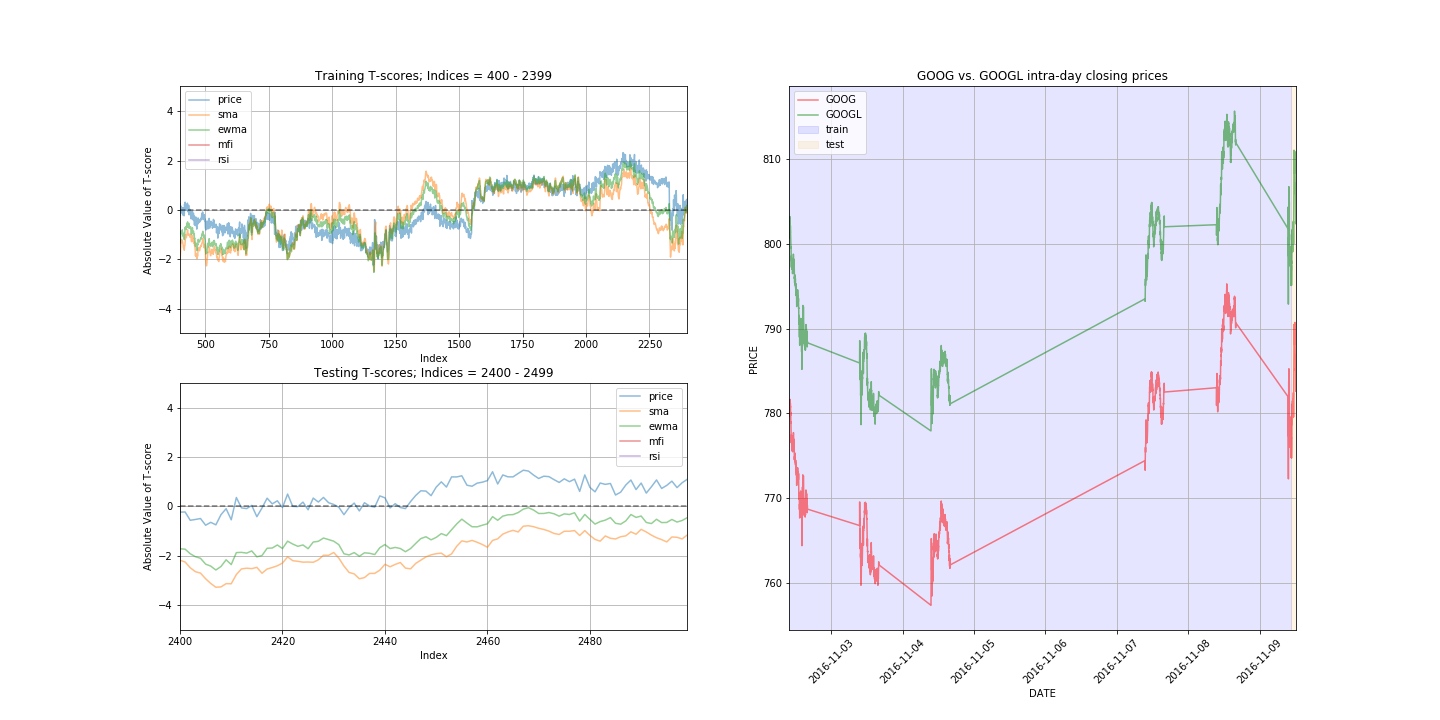 Training T-scores; Indices = 400 - 2399
Absolute Value of T-score
4
2
0
−2
−4
price
sma
ewma
mfi
rsi
500 750 1000 1250 1500 1750 2000 2250
Index
Testing T-scores; Indices = 2400 - 2499
Absolute Value of T-score
4
2
0
−2
−4
price
sma
ewma
mfi
rsi
2400 2420 2440 2460 2480
Index
GOOG vs. GOOGL intra-day closing prices
PRICE
810
800
790
780
770
760
GOOG
GOOGL
train
test
2016-11-03 2016-11-04 2016-11-05 2016-11-06 2016-11-07 2016-11-08 2016-11-09
DATE